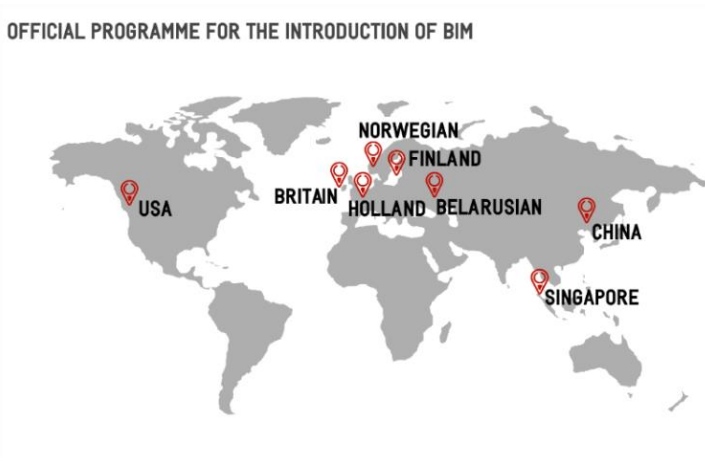 OFFICIAL PROGRAMME FOR THE INTRODUCTION OF BIM
NORWEGIAN
FINLAND
BRITAIN
HOLLAND
BELARUSIAN
USA
CHINA
SINGAPORE